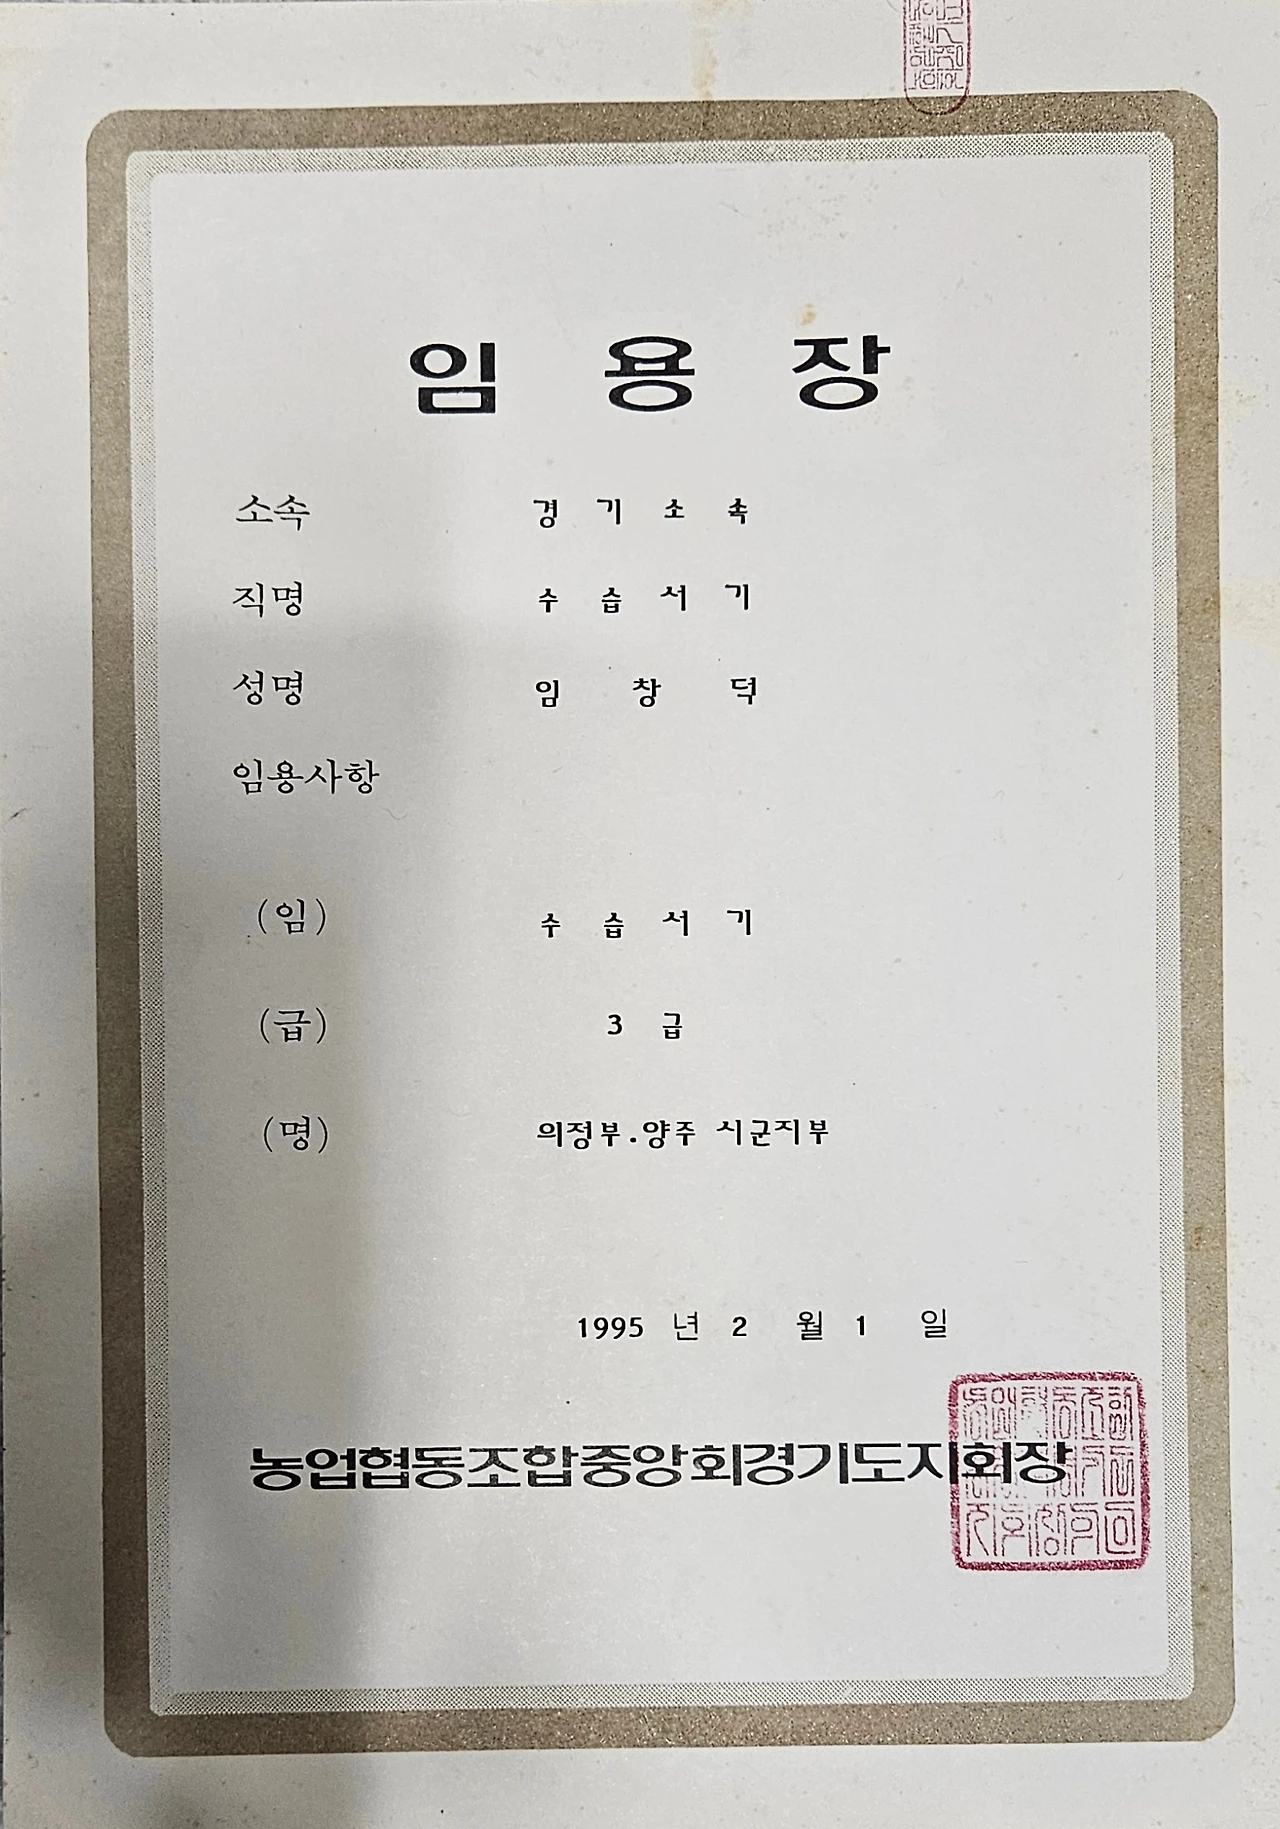 임 용 장
소속 경 기 소 속
직명 수 습 서 기
성명 임 창 덕
임용사항
(임) 수 습 서 기
(급) 3 급
(명) 의정부.양주 시군지부
1995 년 2 월 1 일
농업협동조합중앙회경기도지회장